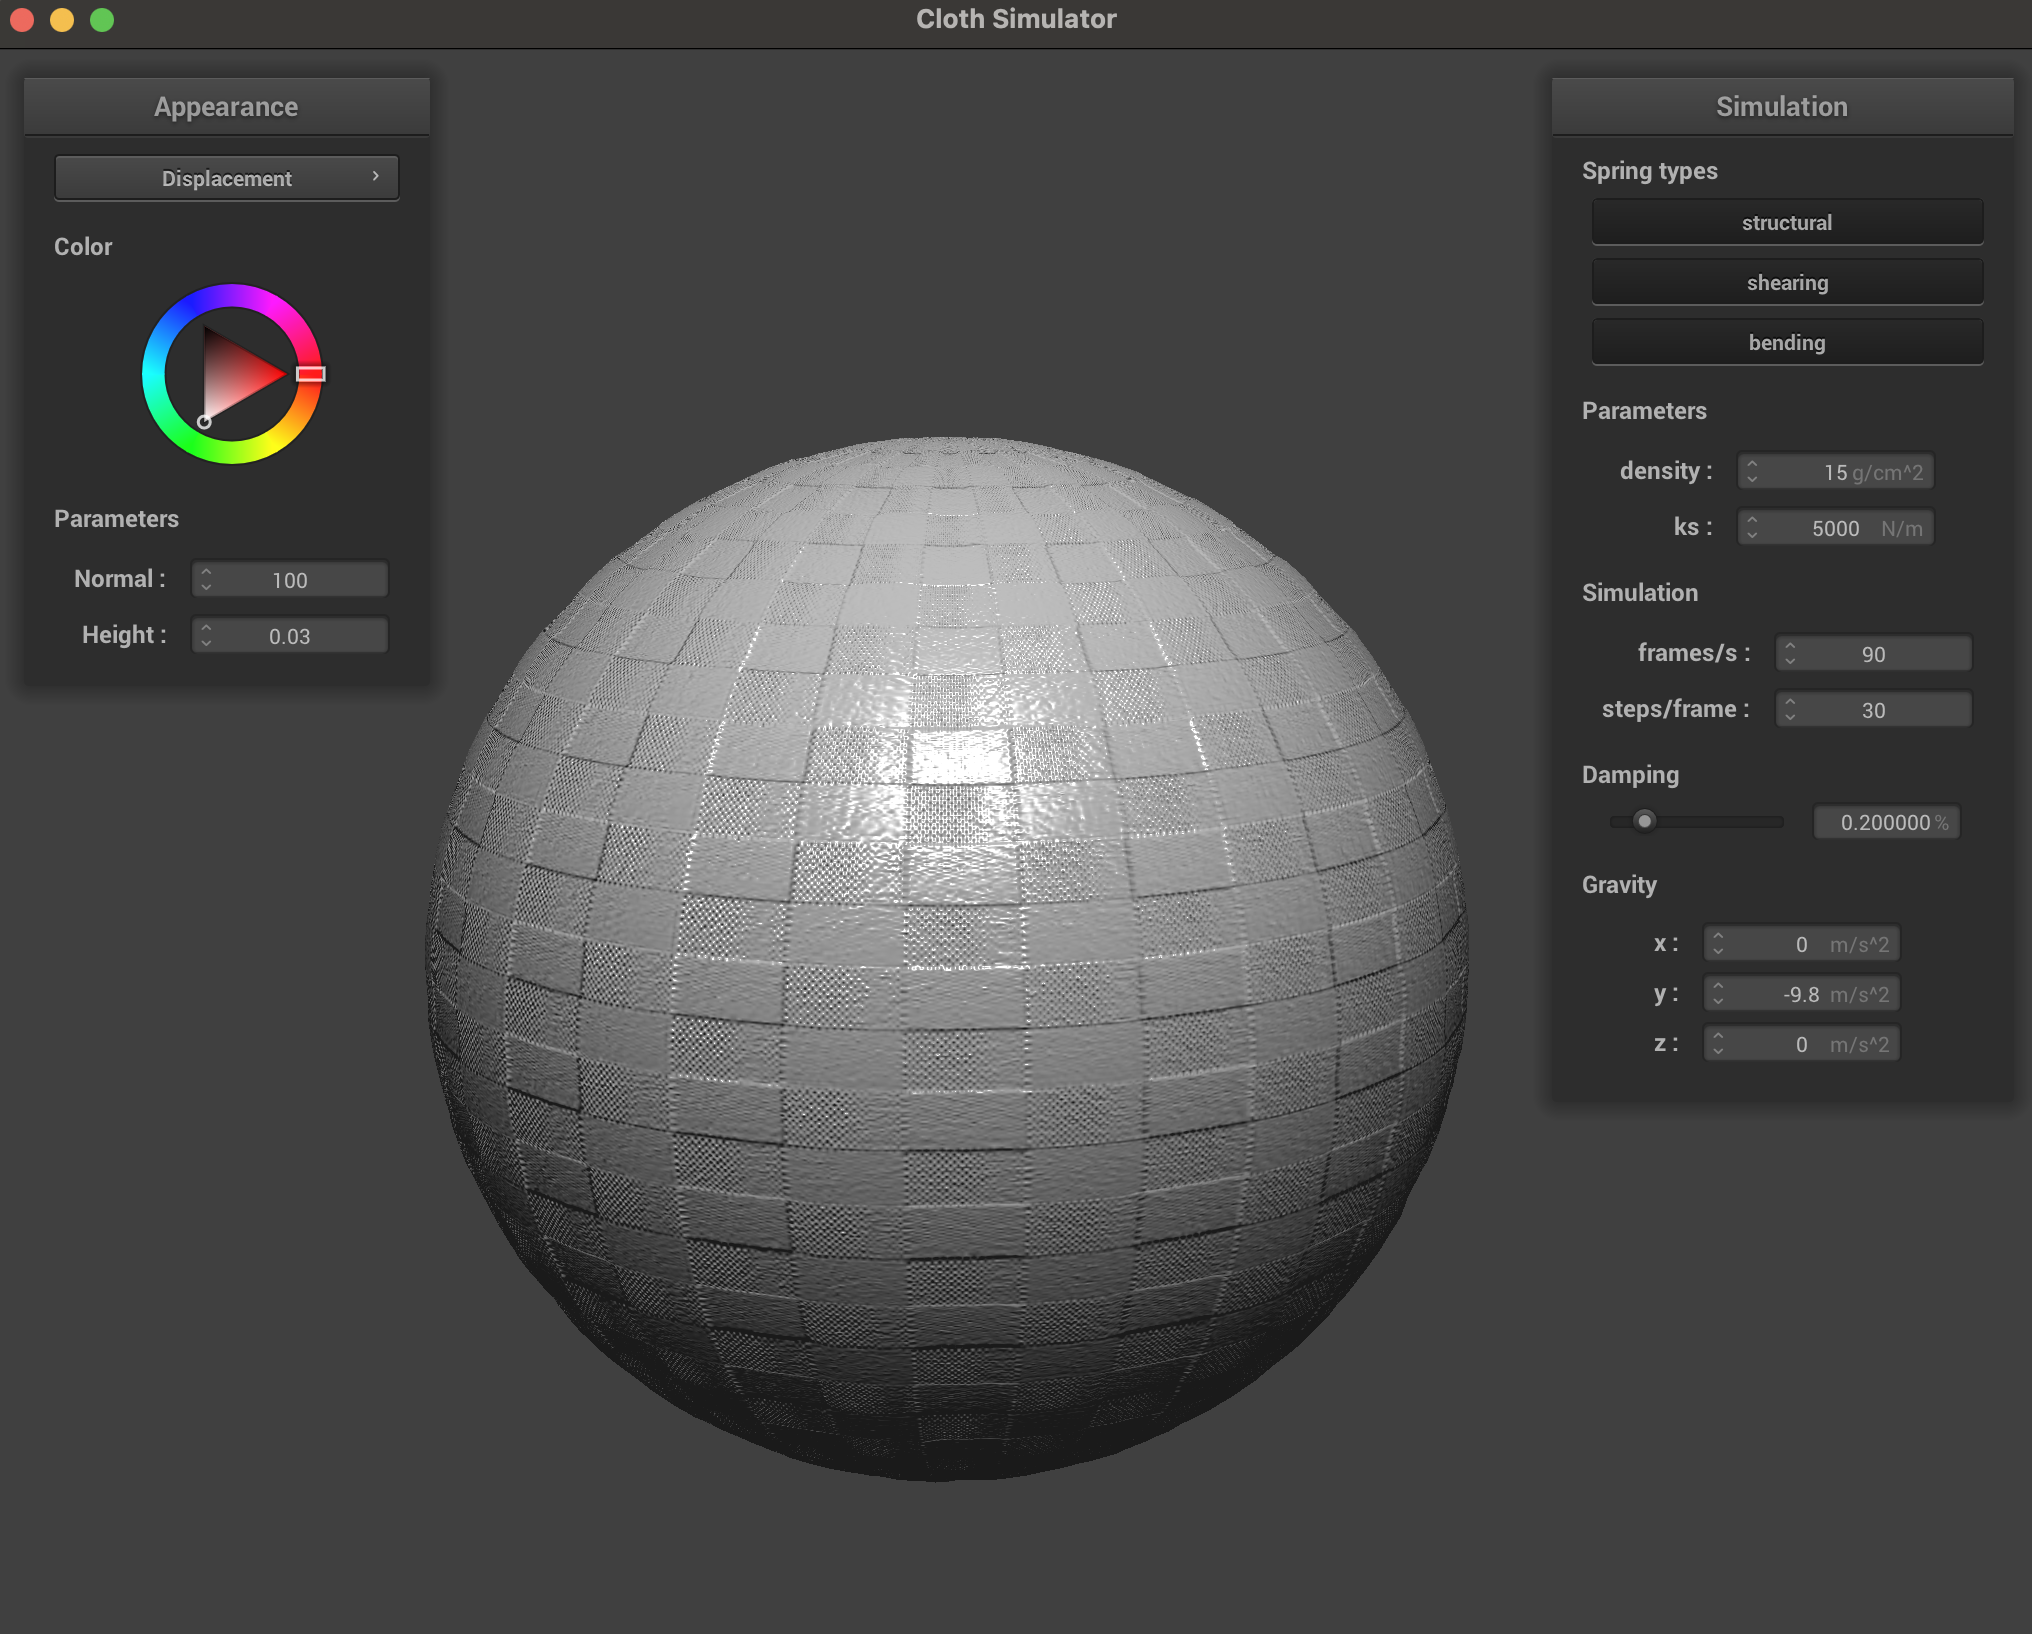 Cloth Simulator
Appearance
Displacement
Color
Parameters
Normal : 100
Height : 0.03
Simulation
Spring types
structural
shearing
bending
Parameters
density : 15 g/cm^2
ks : 5000 N/m
Simulation
frames/s : 90
steps/frame : 30
Damping
0.200000 %
Gravity
x : 0 m/s^2
y : -9.8 m/s^2
z : 0 m/s^2